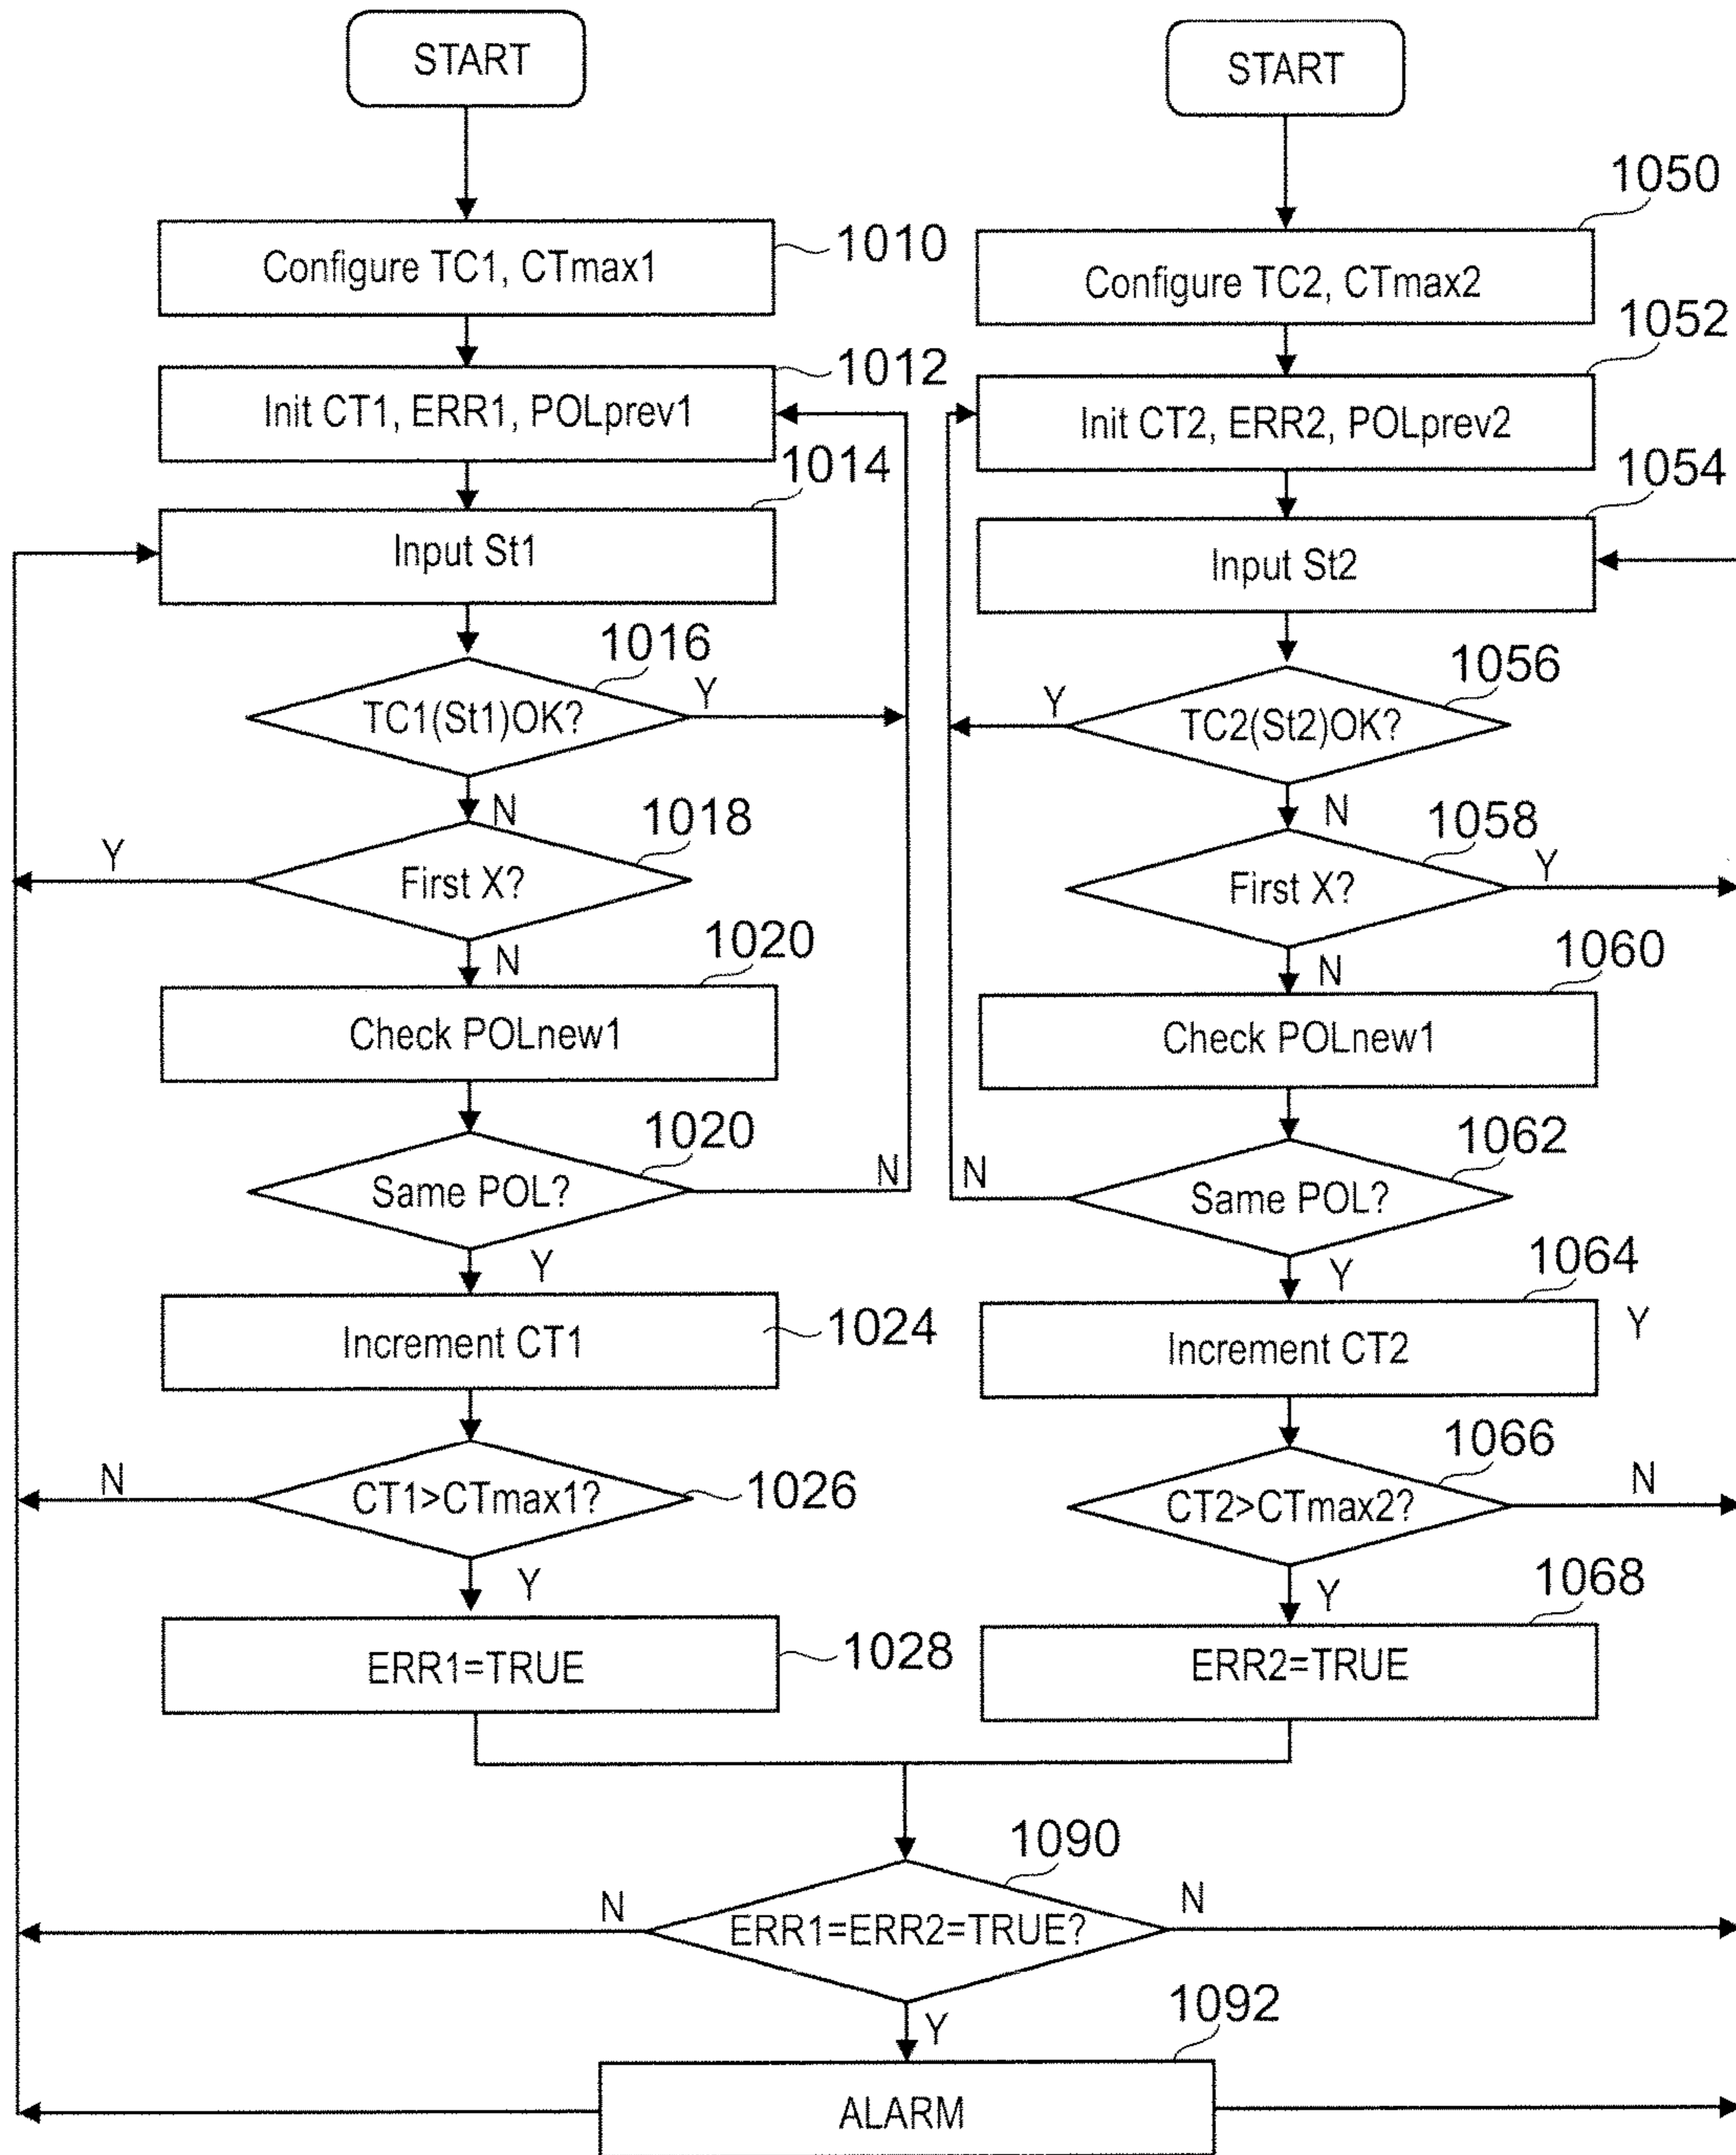 START
START
1050
Configure TC1, CTmax1
1010
Configure TC2, CTmax2
1052
1012
Init CT1, ERR1, POLprev1
Init CT2, ERR2, POLprev2
1014
1054
Input St1
Input St2
1016
TC1(St1)OK?
Y
1056
Y
TC2(St2)OK?
N
N
1018
1058
Y
First X?
First X?
Y
N
N
1020
1060
Check POLnew1
Check POLnew1
1020
1062
Same POL?
N
N
Same POL?
Y
Y
1064
Increment CT1
1024
Increment CT2
Y
1066
N
CT1>CTmax1?
1026
CT2>CTmax2?
N
Y
Y
1068
ERR1=TRUE
1028
ERR2=TRUE
1090
N
ERR1=ERR2=TRUE?
N
Y
1092
ALARM